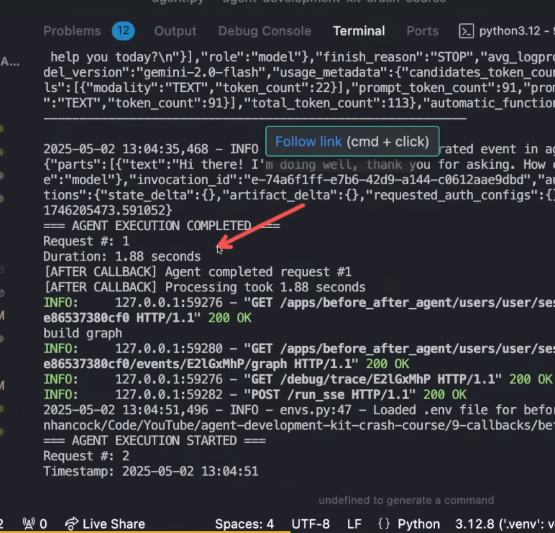 agent.py — agent-development-kit-crash-course
Problems 12 Output Debug Console Terminal Ports python3.12 - 9
A...
help you today?\n"}],"role":"model"},"finish_reason":"STOP","avg_logpro
del_version":"gemini-2.0-flash","usage_metadata":{"candidates_token_cou
ls":[{"modality":"TEXT","token_count":22}],"prompt_token_count":91,"prom
":"TEXT","token_count":91}],"total_token_count":113},"automatic_function
2025-05-02 13:04:35,468 - INFO rated event in ag
Follow link (cmd + click)
{"parts":[{"text":"Hi there! I'm doing well, thank you for asking. How c
e":"model"},"invocation_id":"e-74a6f1ff-e7b6-42d9-a144-c0612aae9dbd","au
tions":{"state_delta":{},"artifact_delta":{},"requested_auth_configs":{}
1746205473.591052}
=== AGENT EXECUTION COMPLETED ===
Request #: 1
Duration: 1.88 seconds
[AFTER CALLBACK] Agent completed request #1
[AFTER CALLBACK] Processing took 1.88 seconds
INFO: 127.0.0.1:59276 - "GET /apps/before_after_agent/users/user/ses
e86537380cf0 HTTP/1.1" 200 OK
build graph
INFO: 127.0.0.1:59280 - "GET /apps/before_after_agent/users/user/ses
e86537380cf0/events/E2lGxMhP/graph HTTP/1.1" 200 OK
INFO: 127.0.0.1:59276 - "GET /debug/trace/E2lGxMhP HTTP/1.1" 200 OK
INFO: 127.0.0.1:59282 - "POST /run_sse HTTP/1.1" 200 OK
2025-05-02 13:04:51,496 - INFO - envs.py:47 - Loaded .env file for befor
nhancock/Code/YouTube/agent-development-kit-crash-course/9-callbacks/bef
=== AGENT EXECUTION STARTED ===
Request #: 2
Timestamp: 2025-05-02 13:04:51
undefined to generate a command
2 0 Live Share Spaces: 4 UTF-8 LF {} Python 3.12.8 ('.venv': v